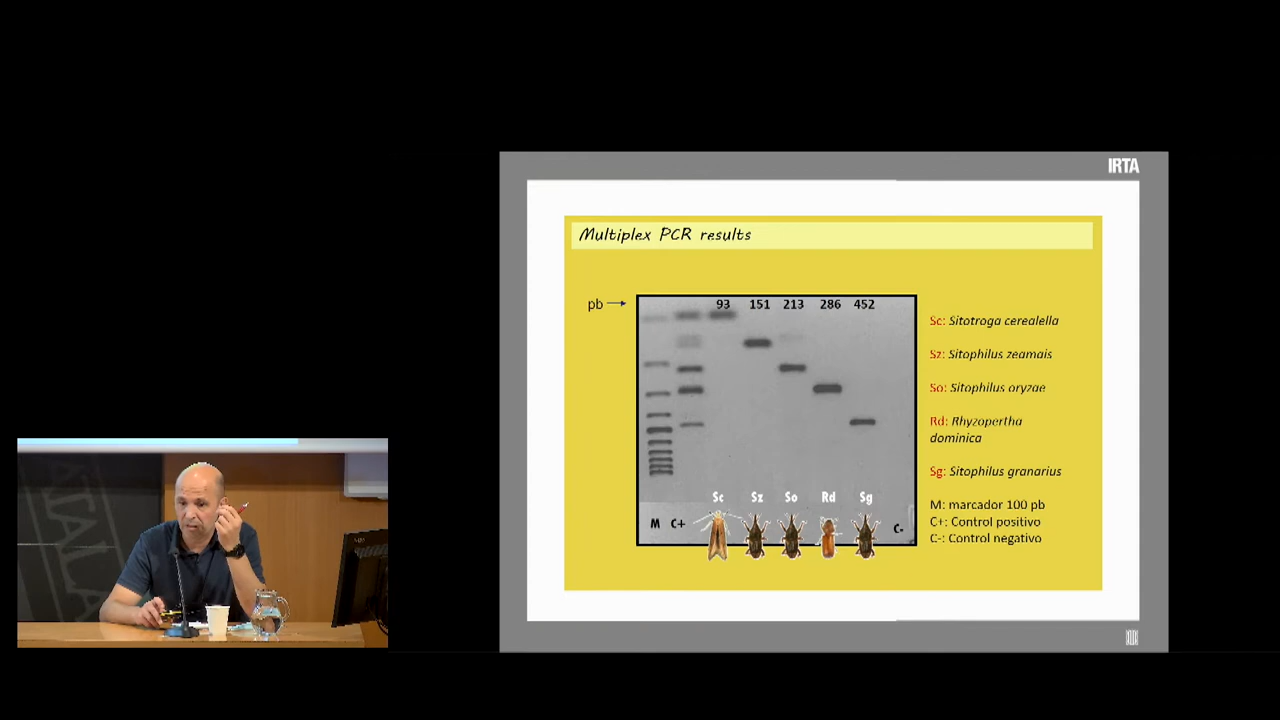 IRTA
Multiplex PCR results
pb
93 151 213 286 452
Sc: Sitotroga cerealella
Sz: Sitophilus zeamais
So: Sitophilus oryzae
Rd: Rhyzopertha
dominica
Sg: Sitophilus granarius
M: marcador 100 pb
C+: Control positivo
C-: Control negativo
Sc Sz So Rd Sg
M C+ C-